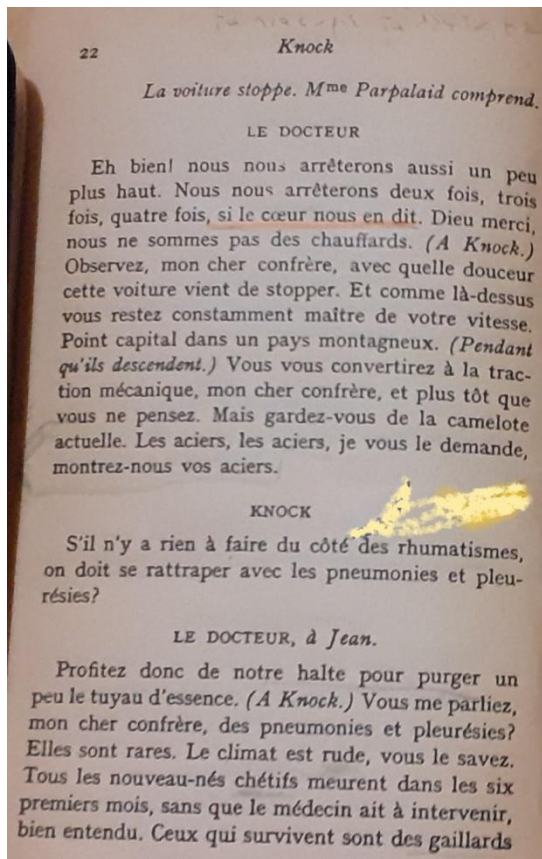 22
Knock
La voiture stoppe. Mme Parpalaid comprend.
LE DOCTEUR
Eh bien! nous nous arrêterons aussi un peu
plus haut. Nous nous arrêterons deux fois, trois
fois, quatre fois, si le cœur nous en dit. Dieu merci,
nous ne sommes pas des chauffards. (A Knock.)
Observez, mon cher confrère, avec quelle douceur
cette voiture vient de stopper. Et comme là-dessus
vous restez constamment maître de votre vitesse.
Point capital dans un pays montagneux. (Pendant
qu'ils descendent.) Vous vous convertirez à la trac-
tion mécanique, mon cher confrère, et plus tôt que
vous ne pensez. Mais gardez-vous de la camelote
actuelle. Les aciers, les aciers, je vous le demande,
montrez-nous vos aciers.
KNOCK
S'il n'y a rien à faire du côté des rhumatismes,
on doit se rattraper avec les pneumonies et pleu-
résies?
LE DOCTEUR, à Jean.
Profitez donc de notre halte pour purger un
peu le tuyau d'essence. (A Knock.) Vous me parliez,
mon cher confrère, des pneumonies et pleurésies?
Elles sont rares. Le climat est rude, vous le savez.
Tous les nouveau-nés chétifs meurent dans les six
premiers mois, sans que le médecin ait à intervenir,
bien entendu. Ceux qui survivent sont des gaillards